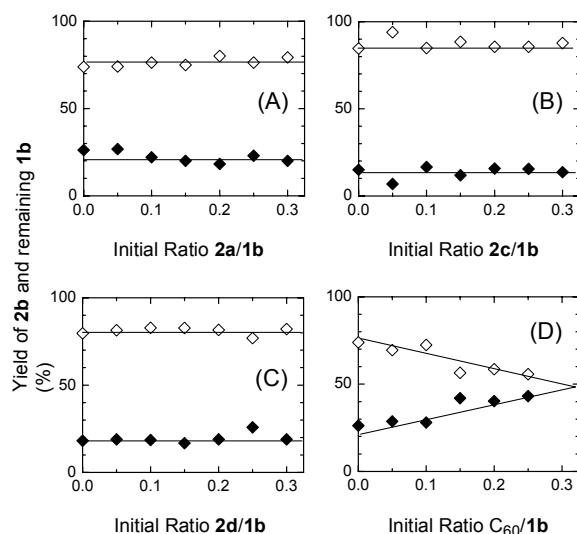 100
(A)
50
0
0.0 0.1 0.2 0.3
Initial Ratio 2a/1b
100
(B)
50
0
0.0 0.1 0.2 0.3
Initial Ratio 2c/1b
Yield of 2b and remaining 1b
(%)
100
(C)
50
0
0.0 0.1 0.2 0.3
Initial Ratio 2d/1b
100
(D)
50
0
0.0 0.1 0.2 0.3
Initial Ratio C₆₀/1b